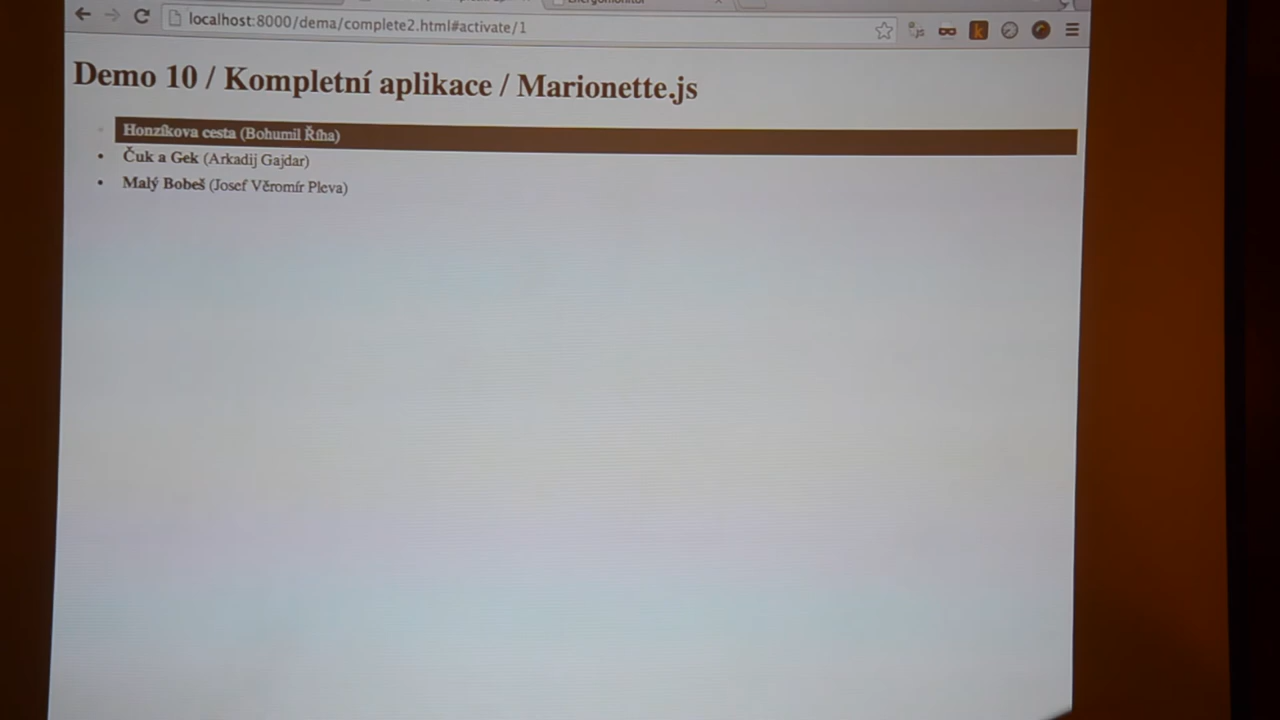 localhost:8000/dema/complete2.html#activate/1
Demo 10 / Kompletní aplikace / Marionette.js
Honzíkova cesta (Bohumil Říha)
Čuk a Gek (Arkadij Gajdar)
Malý Bobeš (Josef Věromír Pleva)